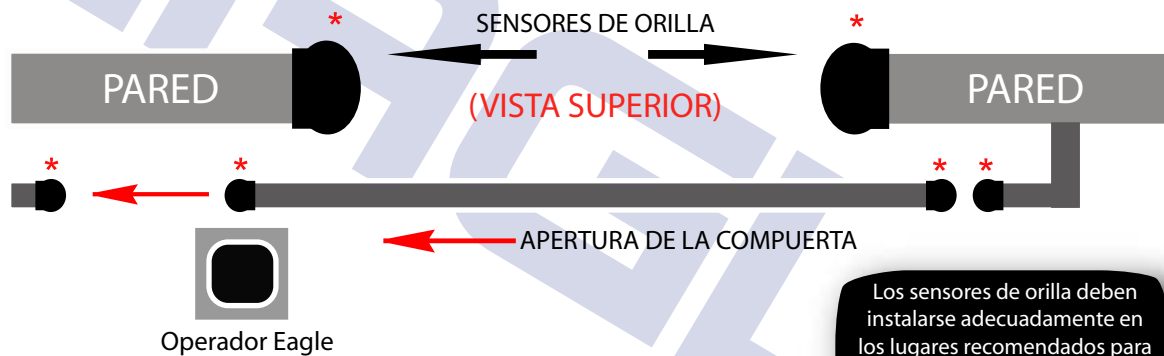 *
SENSORES DE ORILLA
*
PARED
(VISTA SUPERIOR)
PARED
*
*
*
*
APERTURA DE LA COMPUERTA
Operador Eagle
Los sensores de orilla deben
instalarse adecuadamente en
los lugares recomendados para